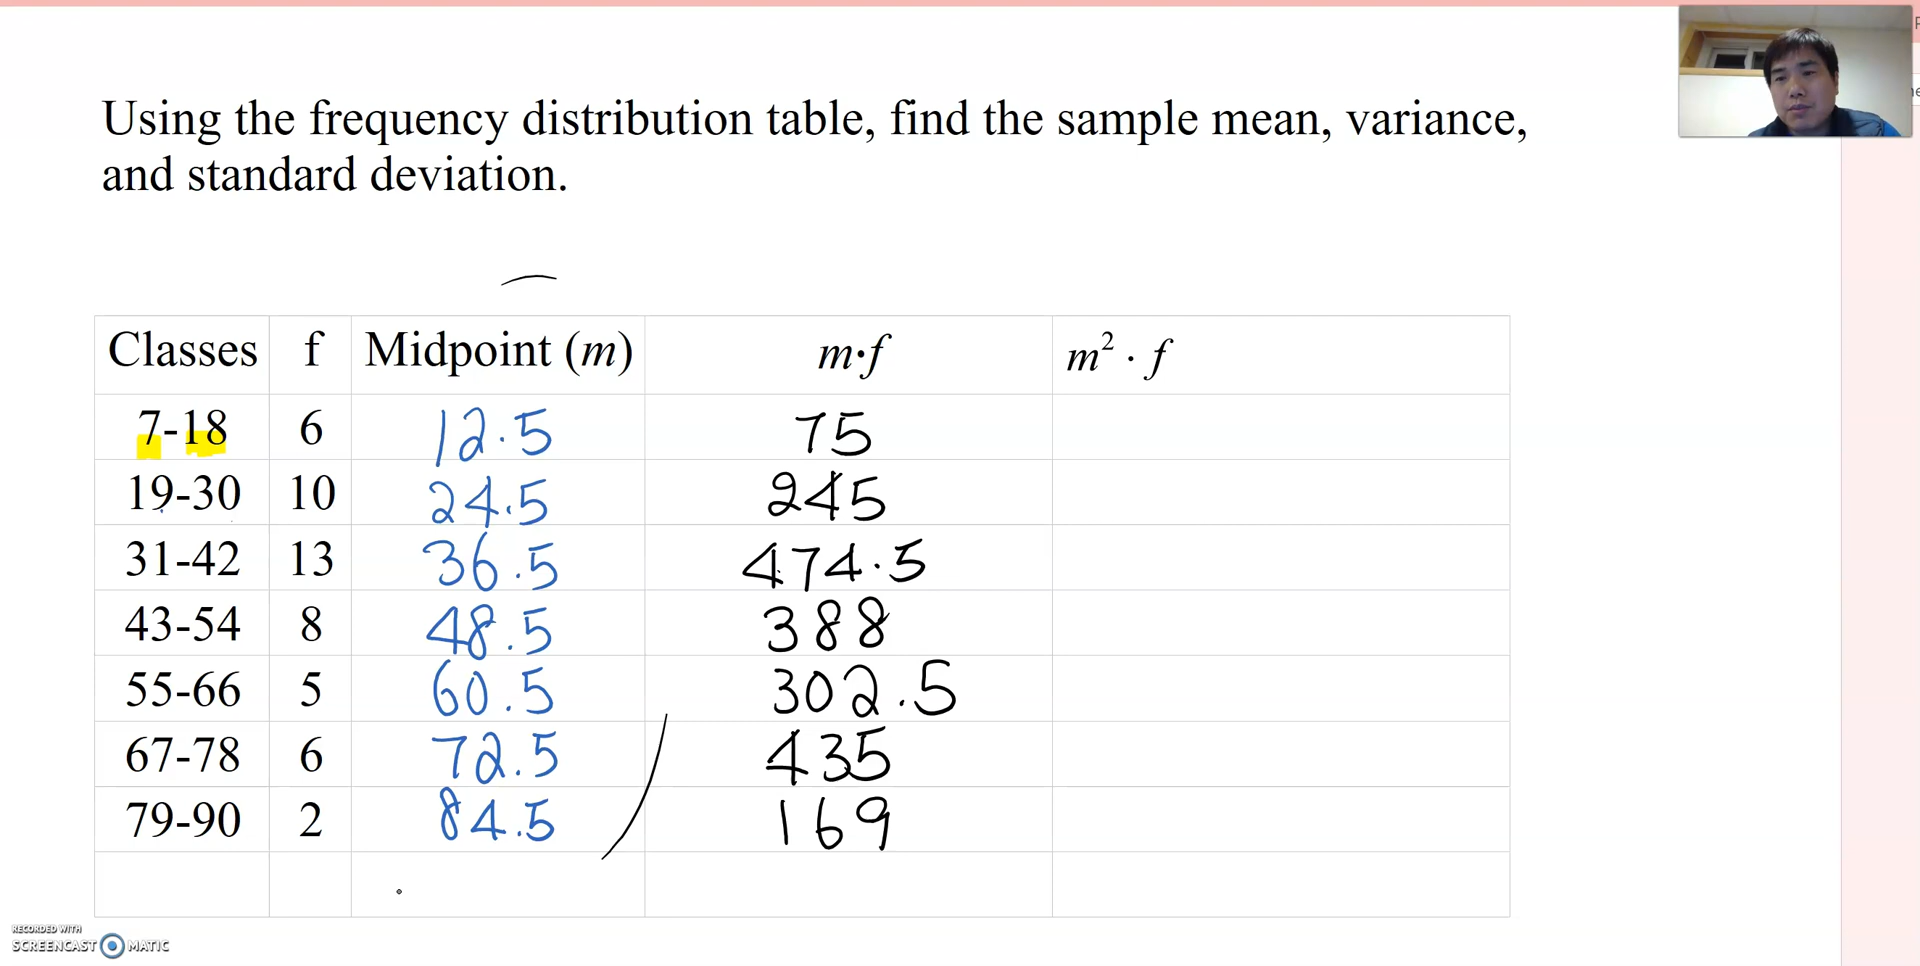 Using the frequency distribution table, find the sample mean, variance,
and standard deviation.
Classes f Midpoint (m) m·f m² · f
7-18 6 12.5 75
19-30 10 24.5 245
31-42 13 36.5 474.5
43-54 8 48.5 388
55-66 5 60.5 302.5
67-78 6 72.5 435
79-90 2 84.5 169
RECORDED WITH
SCREENCAST MATIC